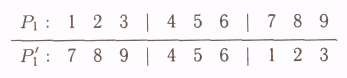 P₁ : 1 2 3 | 4 5 6 | 7 8 9
P₁′ : 7 8 9 | 4 5 6 | 1 2 3